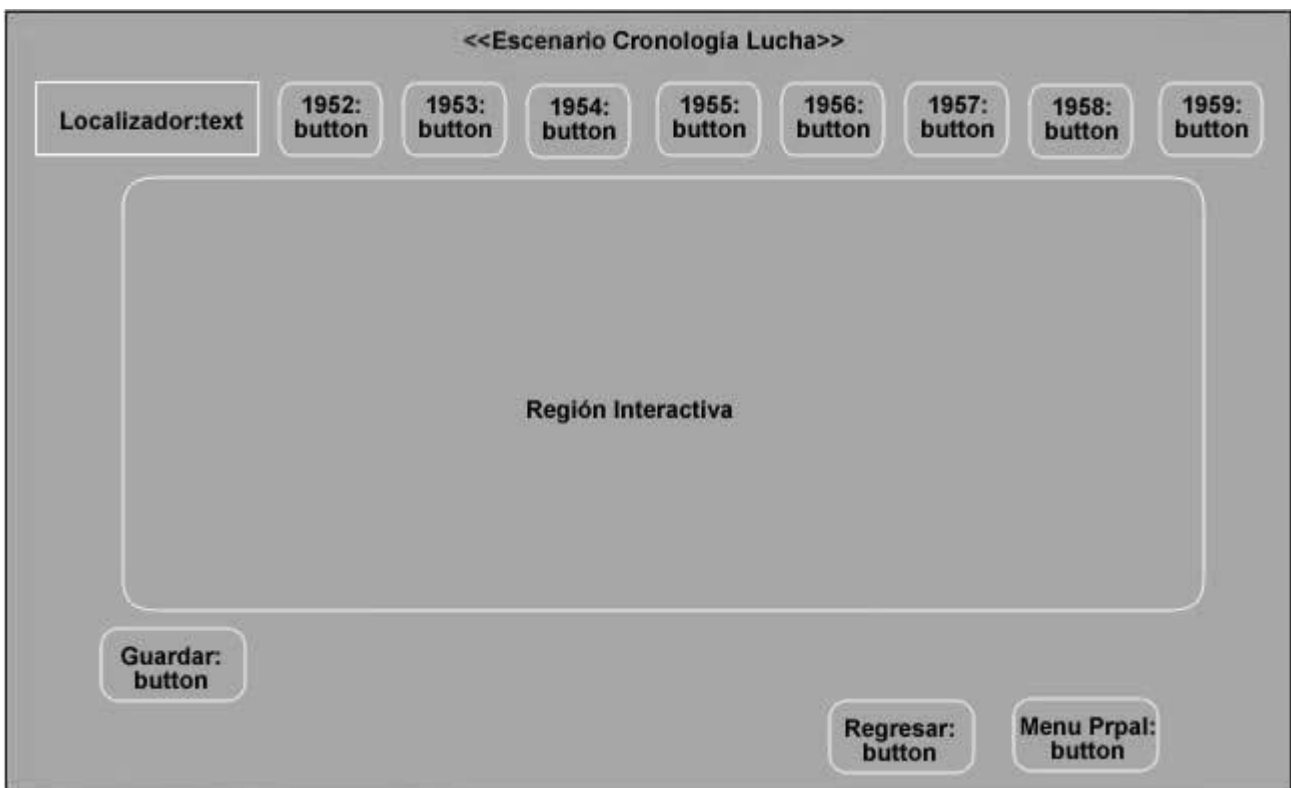 <<Escenario Cronología Lucha>>
Localizador:text
1952:
button
1953:
button
1954:
button
1955:
button
1956:
button
1957:
button
1958:
button
1959:
button
Región Interactiva
Guardar:
button
Regresar:
button
Menu Prpal:
button